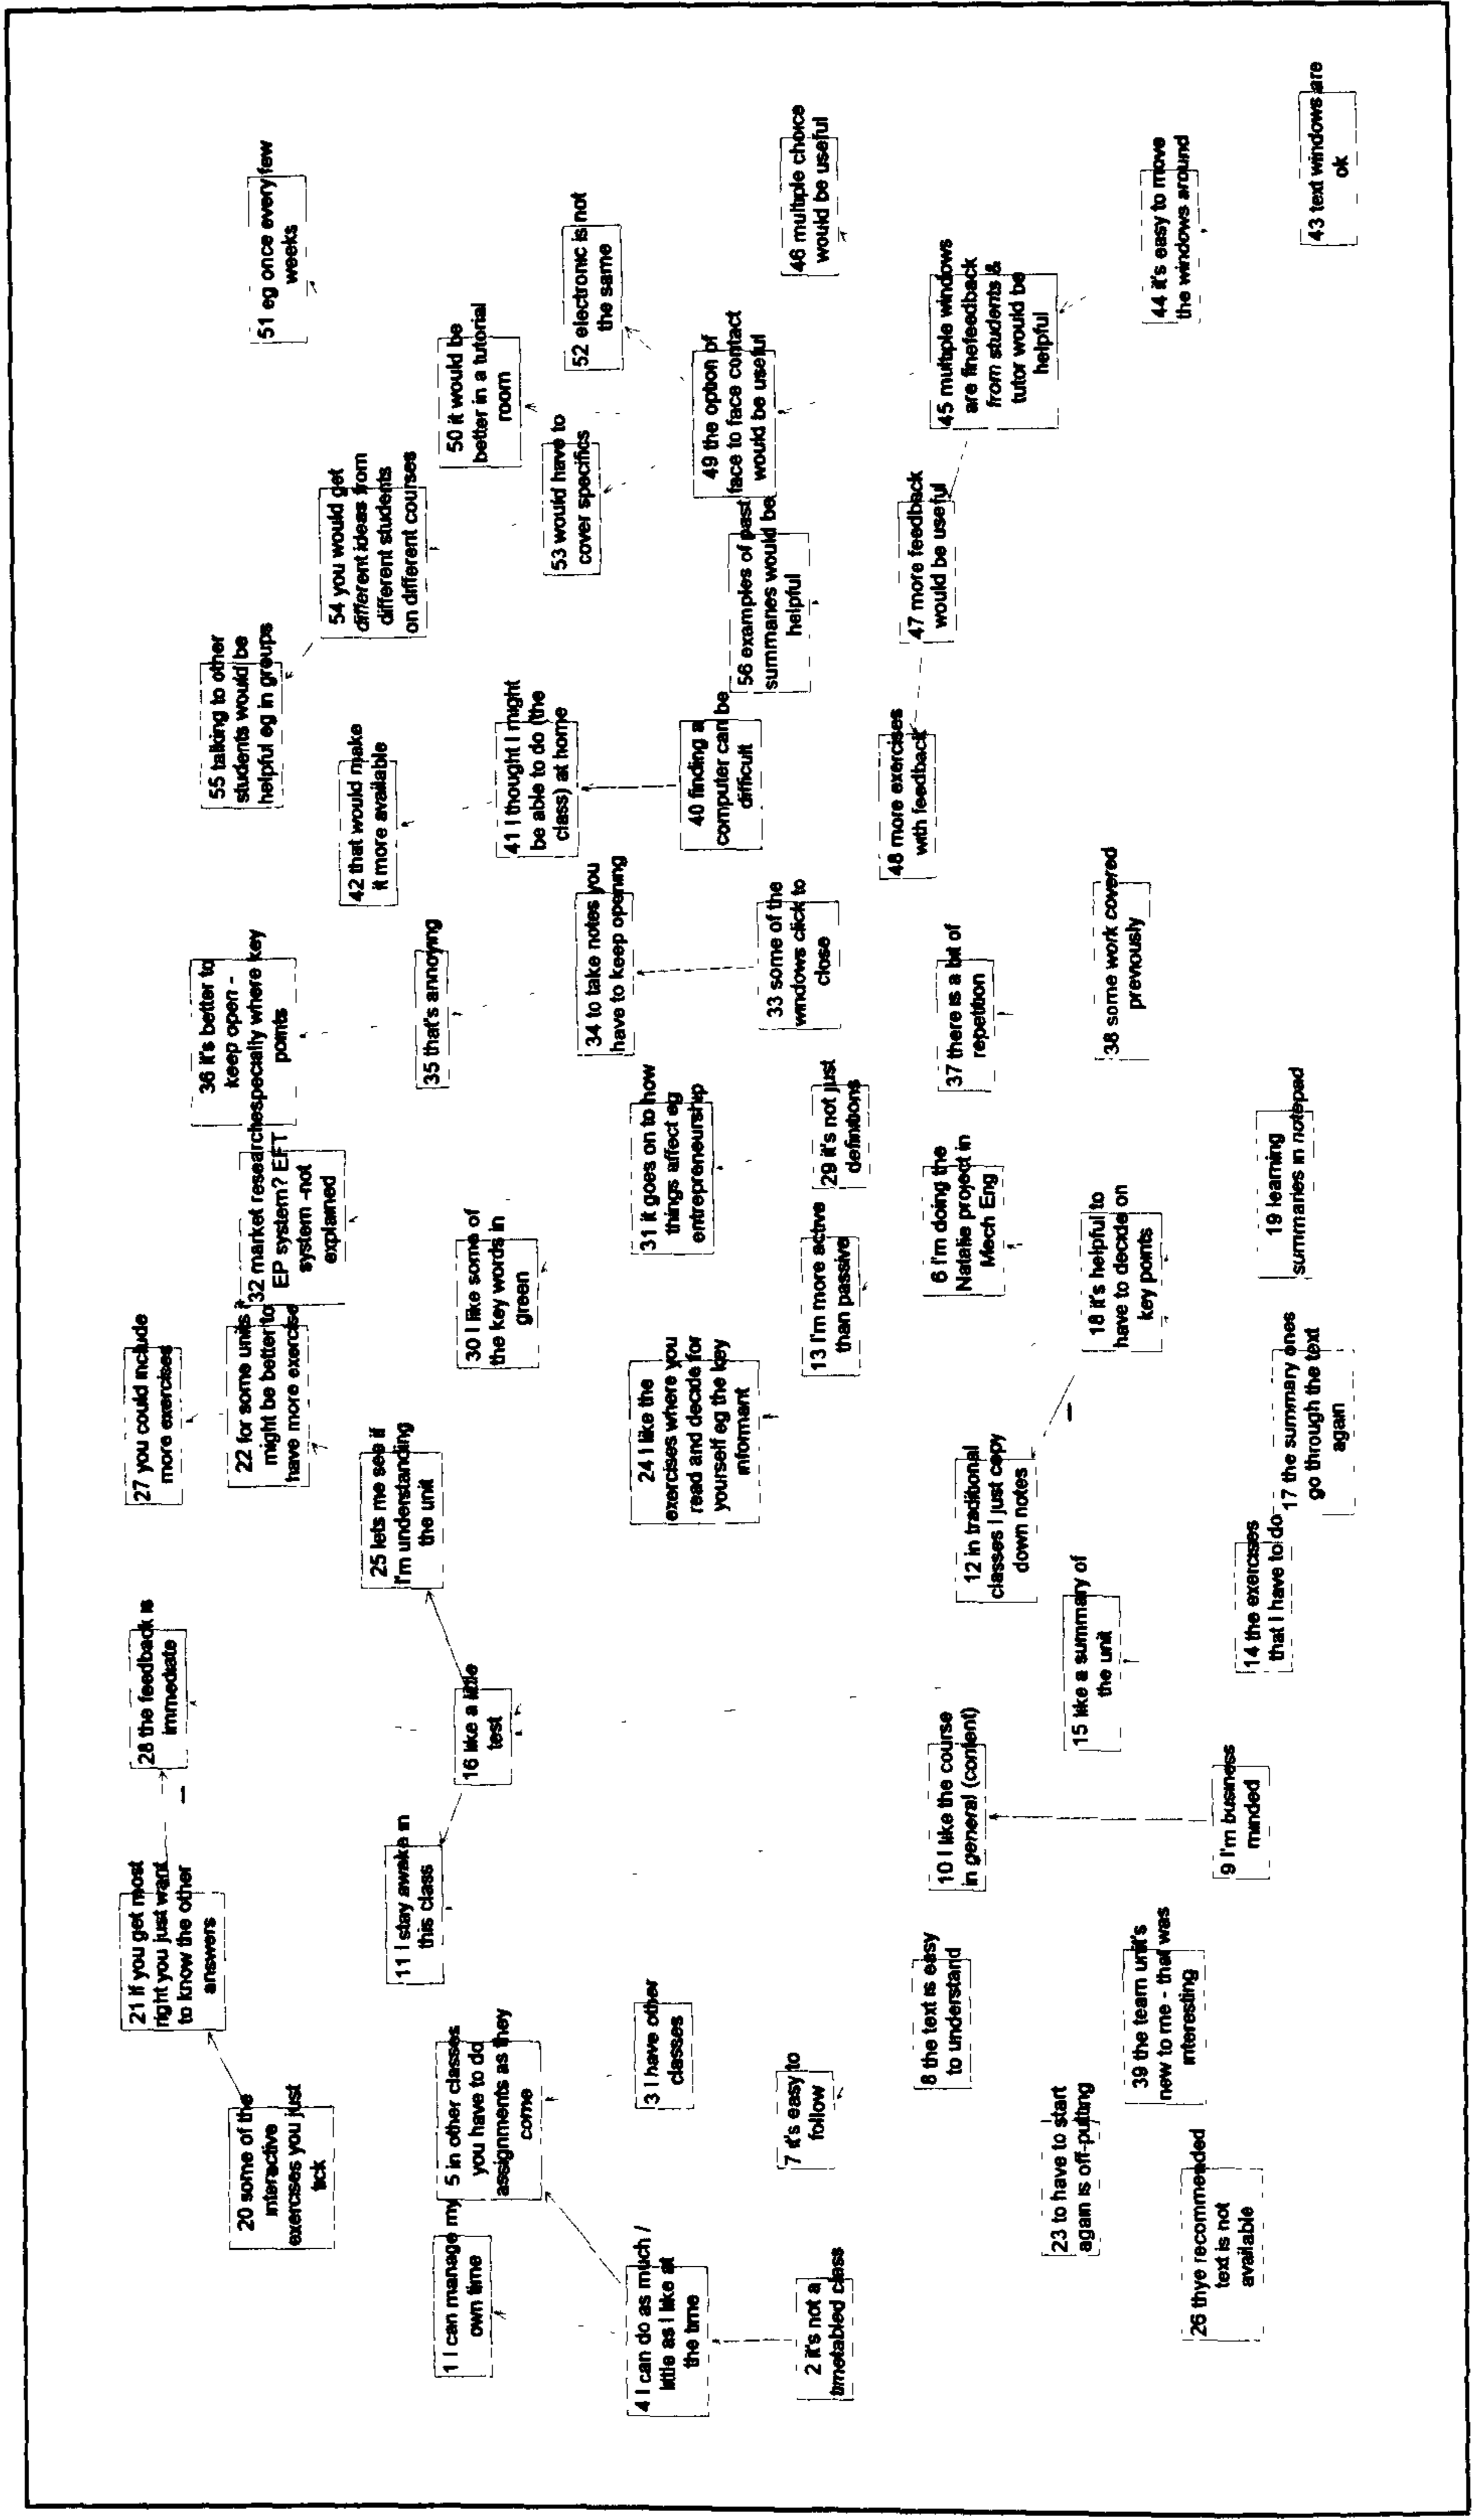 21 if you get most
right you just want
to know the other
answers
28 the feedback is
immediate
27 you could include
more exercises
36 it's better to
keep open -
especially where key
points
55 talking to other
students would be
helpful eg in groups
51 eg once every few
weeks
20 some of the
interactive
exercises you just
tick
22 for some units it
might be better to
have more exercise
32 market research
EP system? EFT
system -not
explained
54 you would get
different ideas from
different students
on different courses
42 that would make
it more available
25 lets me see if
I'm understanding
the unit
11 I stay awake in
this class
35 that's annoying
1 I can manage my
own time
5 in other classes
you have to do
assignments as they
come
16 like a little
test
30 I like some of
the key words in
green
50 it would be
better in a tutorial
room
41 I thought I might
be able to do (the
class) at home
53 would have to
cover specifics
52 electronic is not
the same
34 to take notes you
have to keep opening
4 I can do as much /
little as I like at
the time
3 I have other
classes
24 I like the
exercises where you
read and decide for
yourself eg the key
informant
31 it goes on to how
things affect eg
entrepreneurship
40 finding a
computer can be
difficult
49 the option of
face to face contact
would be useful
56 examples of past
summaries would be
helpful
33 some of the
windows click to
close
46 multiple choice
would be useful
2 it's not a
timetabled class
7 it's easy to
follow
13 I'm more active
than passive
29 it's not just
definitions
48 more exercises
with feedback
47 more feedback
would be useful
45 multiple windows
are finefeedback
from students &
tutor would be
helpful
8 the text is easy
to understand
10 I like the course
in general (content)
12 in traditional
classes I just copy
down notes
6 I'm doing the
Natalie project in
Mech Eng
37 there is a bit of
repetition
23 to have to start
again is off-putting
15 like a summary of
the unit
18 it's helpful to
have to decide on
key points
38 some work covered
previously
44 it's easy to move
the windows around
39 the team unit's
new to me - that was
interesting
26 thye recommended
text is not
available
9 I'm business
minded
14 the exercises
that I have to do
17 the summary ones
go through the text
again
19 learning
summaries in notepad
43 text windows are
ok